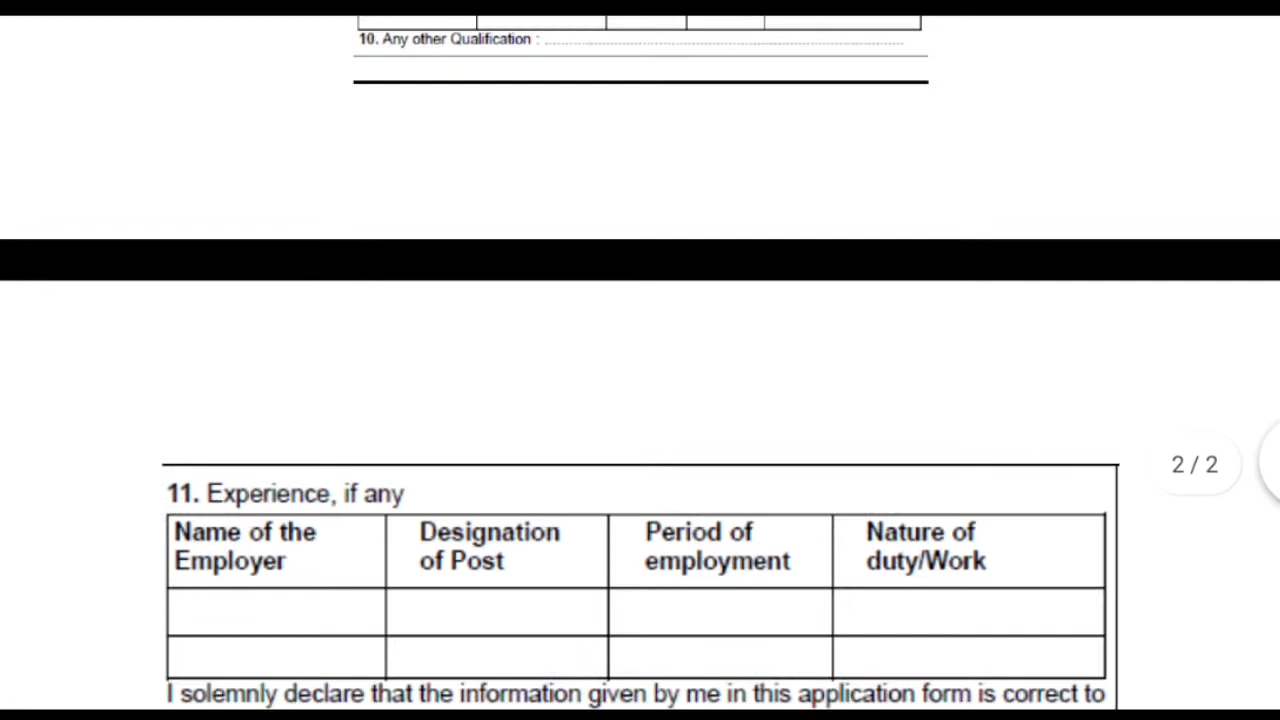 10. Any other Qualification :
2 / 2
11. Experience, if any
Name of the Employer
Designation of Post
Period of employment
Nature of duty/Work
I solemnly declare that the information given by me in this application form is correct to